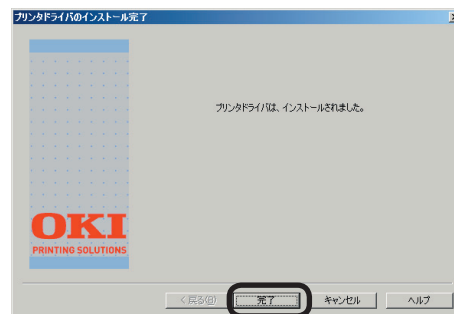 プリンタドライバのインストール完了
プリンタドライバは、インストールされました。
OKI
PRINTING SOLUTIONS
< 戻る(B)
完了
キャンセル
ヘルプ